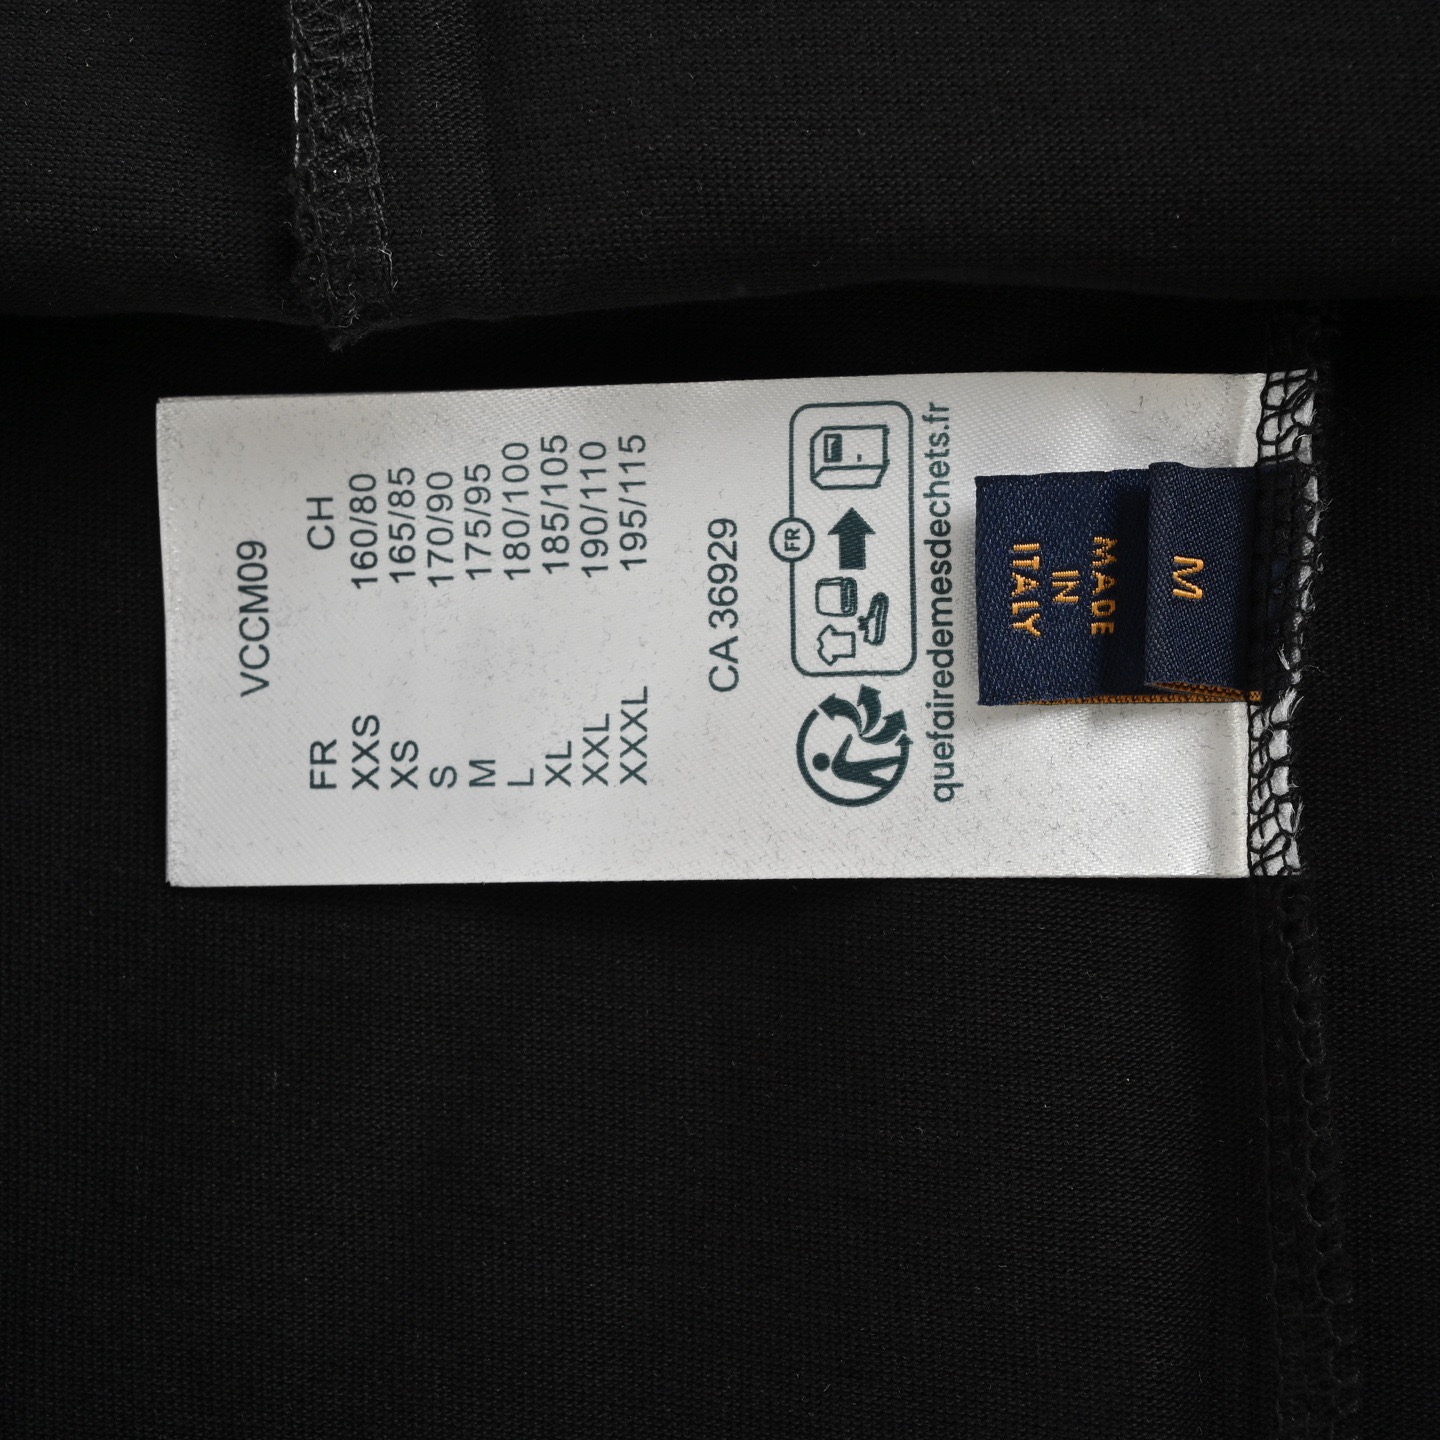 VCCM09
FR CH
XXS 160/80
XS 165/85
S 170/90
M 175/95
L 180/100
XL 185/105
XXL 190/110
XXXL 195/115
CA 36929
FR
quefairedemesdechets.fr
M
MADE
IN
ITALY